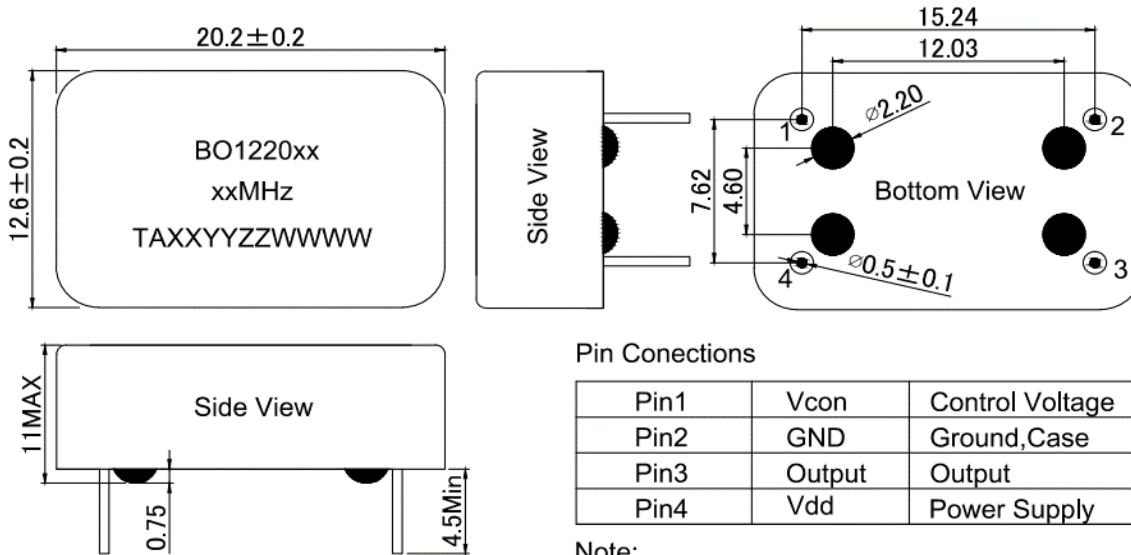 20.2±0.2
12.6±0.2
BO1220xx
xxMHz
TAXXYYZZWWWW
Side View
15.24
12.03
⌀2.20
1
2
7.62
4.60
Bottom View
4
⌀0.5±0.1
3
11MAX
Side View
0.75
4.5Min
Pin Conections
Pin1 Vcon Control Voltage
Pin2 GND Ground,Case
Pin3 Output Output
Pin4 Vdd Power Supply
Note: